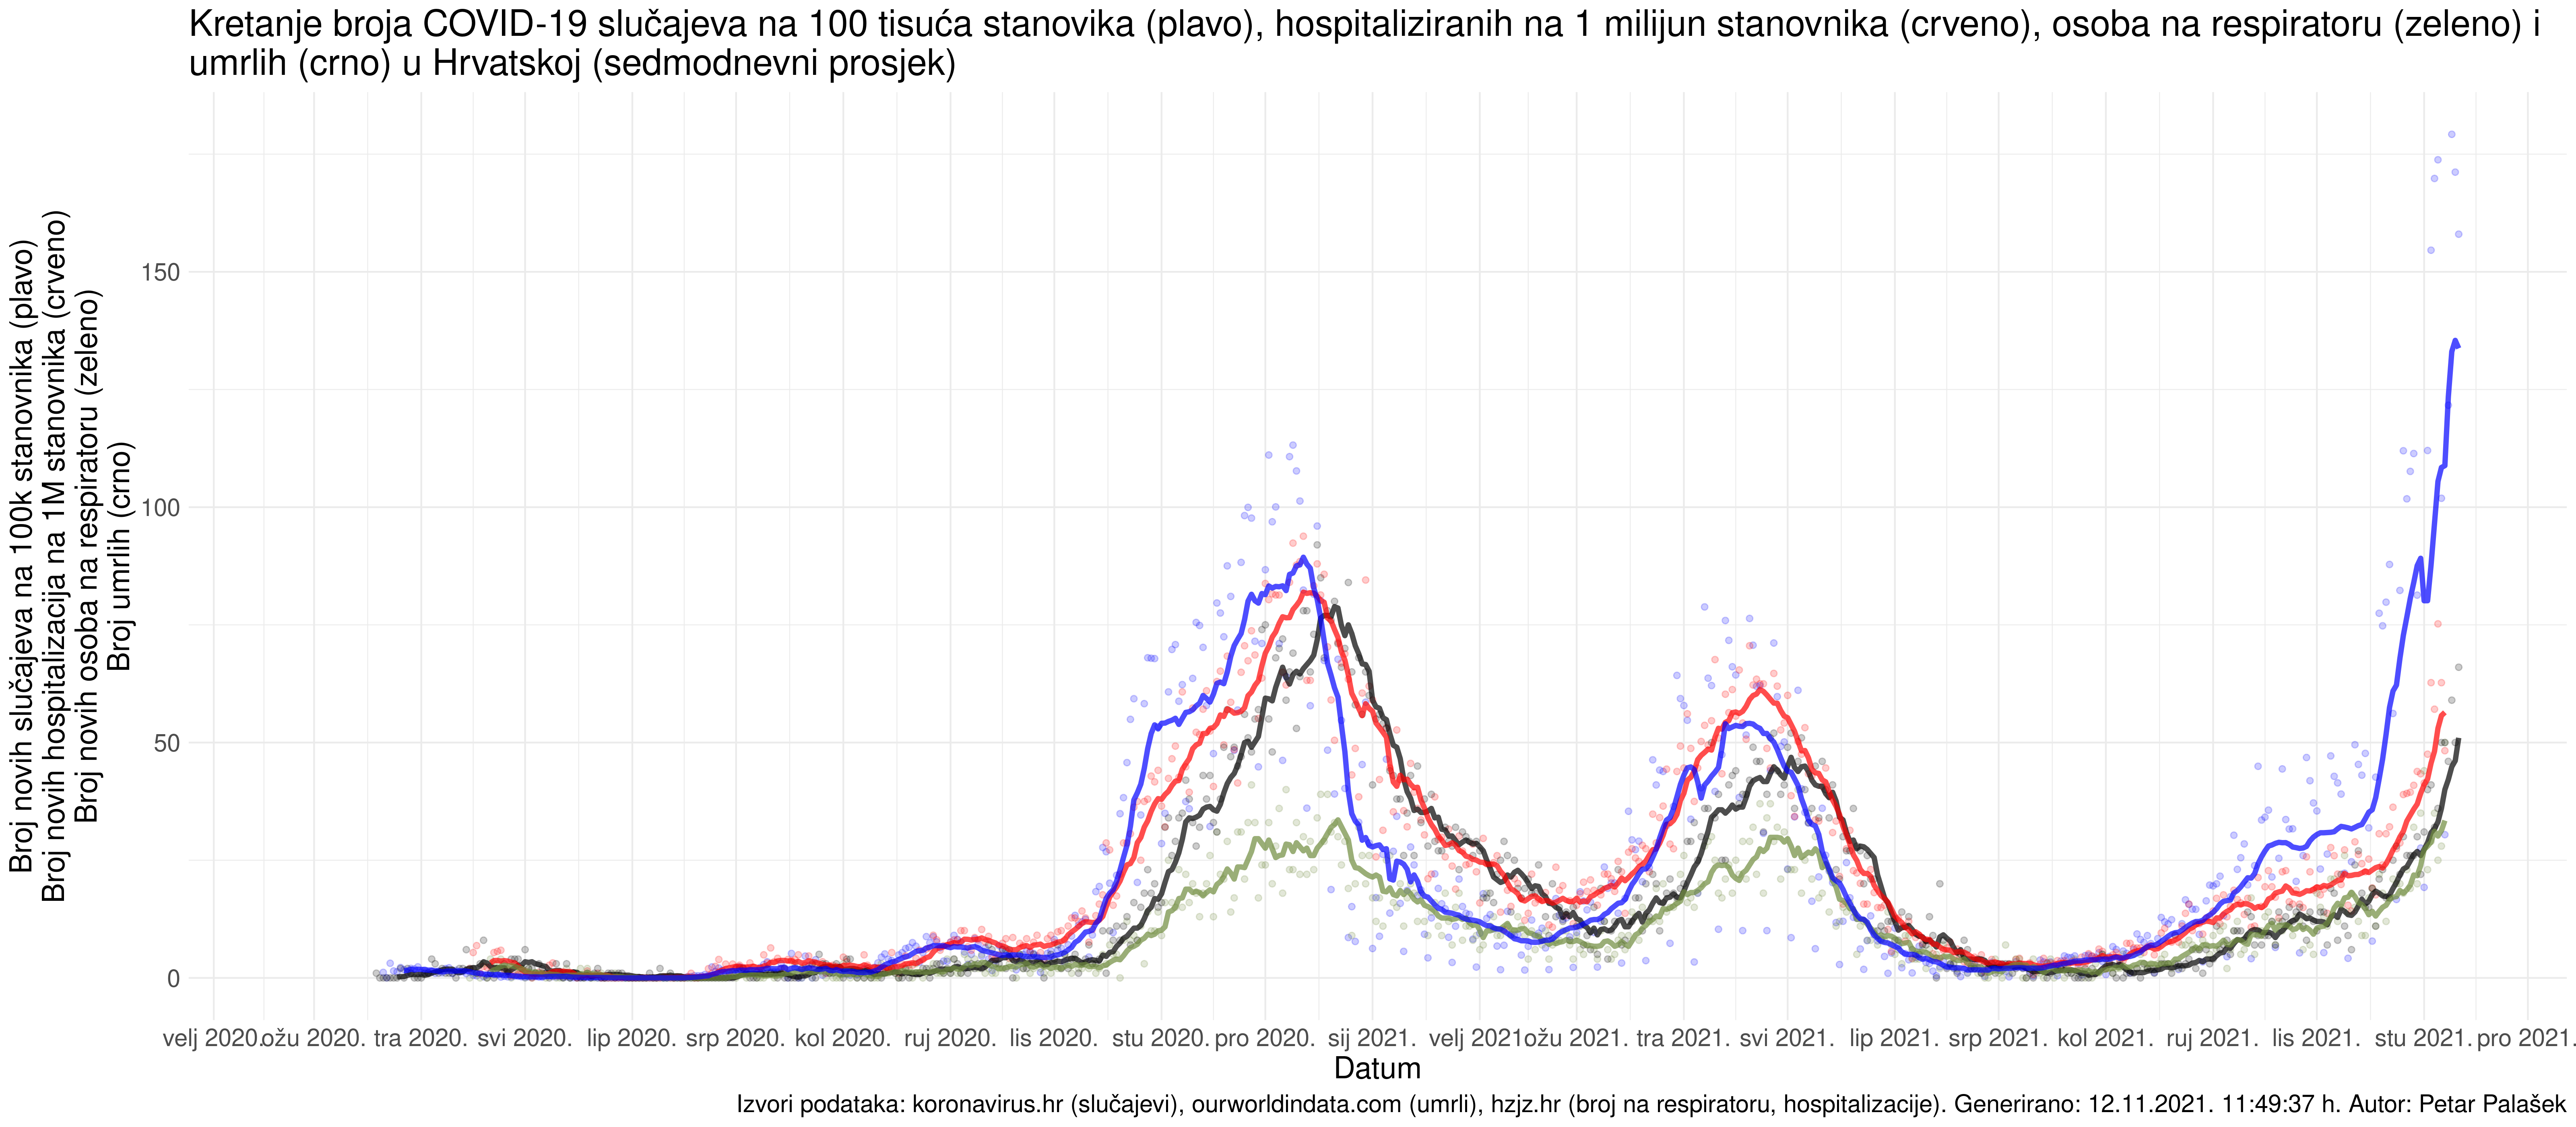 Kretanje broja COVID-19 slučajeva na 100 tisuća stanovika (plavo), hospitaliziranih na 1 milijun stanovnika (crveno), osoba na respiratoru (zeleno) i
umrlih (crno) u Hrvatskoj (sedmodnevni prosjek)
Broj novih slučajeva na 100k stanovnika (plavo)
Broj novih hospitalizacija na 1M stanovnika (crveno)
Broj novih osoba na respiratoru (zeleno)
Broj umrlih (crno)
150
100
50
0
velj 2020. ožu 2020. tra 2020. svi 2020. lip 2020. srp 2020. kol 2020. ruj 2020. lis 2020. stu 2020. pro 2020. sij 2021. velj 2021. ožu 2021. tra 2021. svi 2021. lip 2021. srp 2021. kol 2021. ruj 2021. lis 2021. stu 2021. pro 2021.
Datum
Izvori podataka: koronavirus.hr (slučajevi), ourworldindata.com (umrli), hzjz.hr (broj na respiratoru, hospitalizacije). Generirano: 12.11.2021. 11:49:37 h. Autor: Petar Palašek